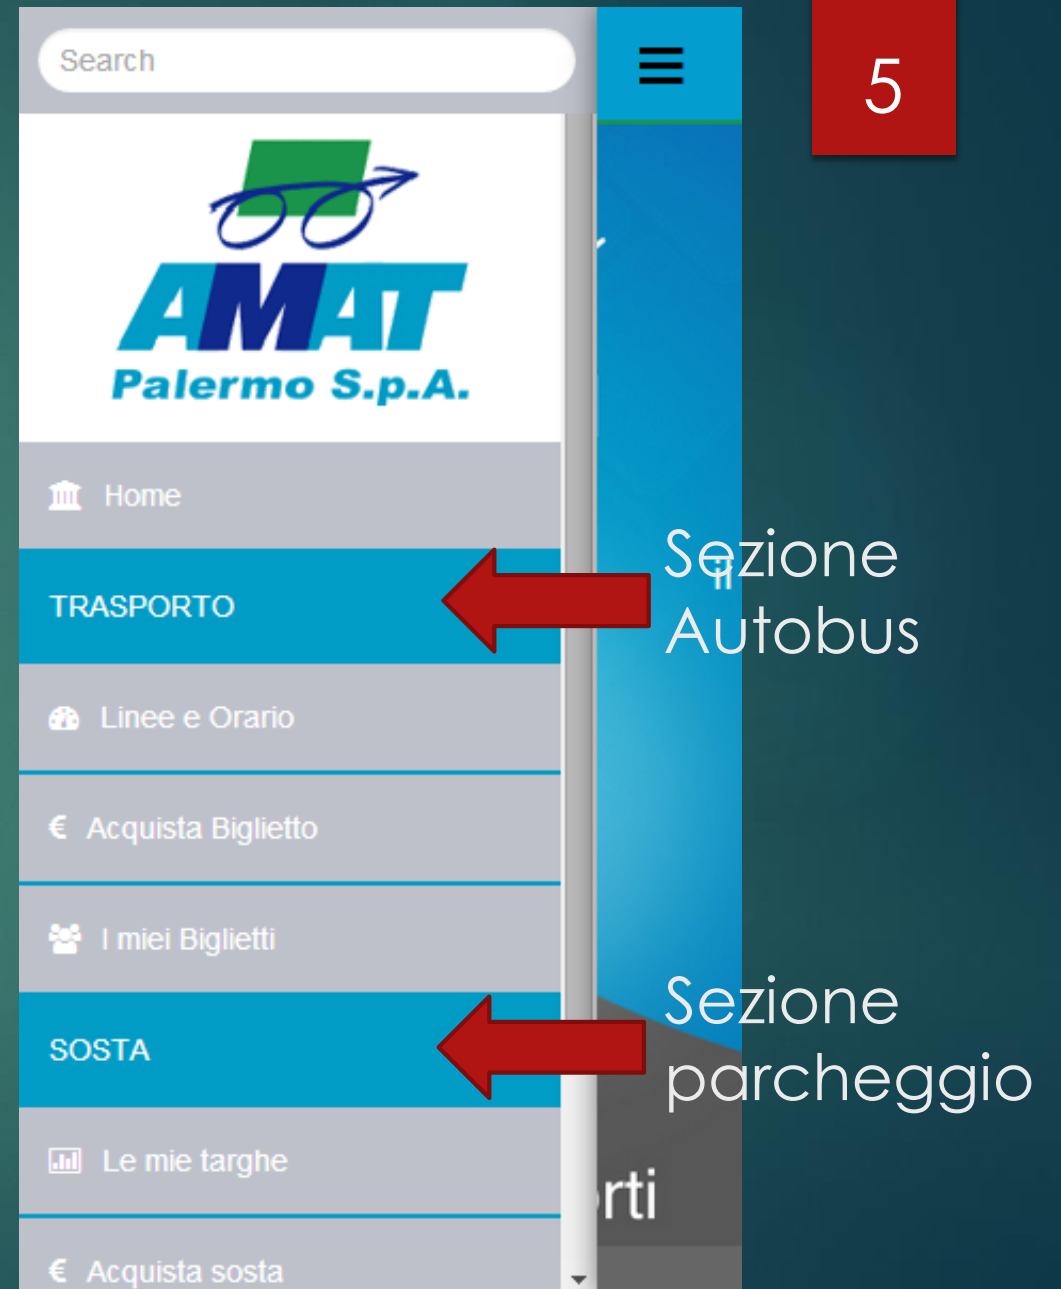 Search
5
AMAT
Palermo S.p.A.
Home
TRASPORTO
Sezione
Autobus
il
Linee e Orario
€ Acquista Biglietto
I miei Biglietti
SOSTA
Sezione
parcheggio
Le mie targhe
rti
€ Acquista sosta